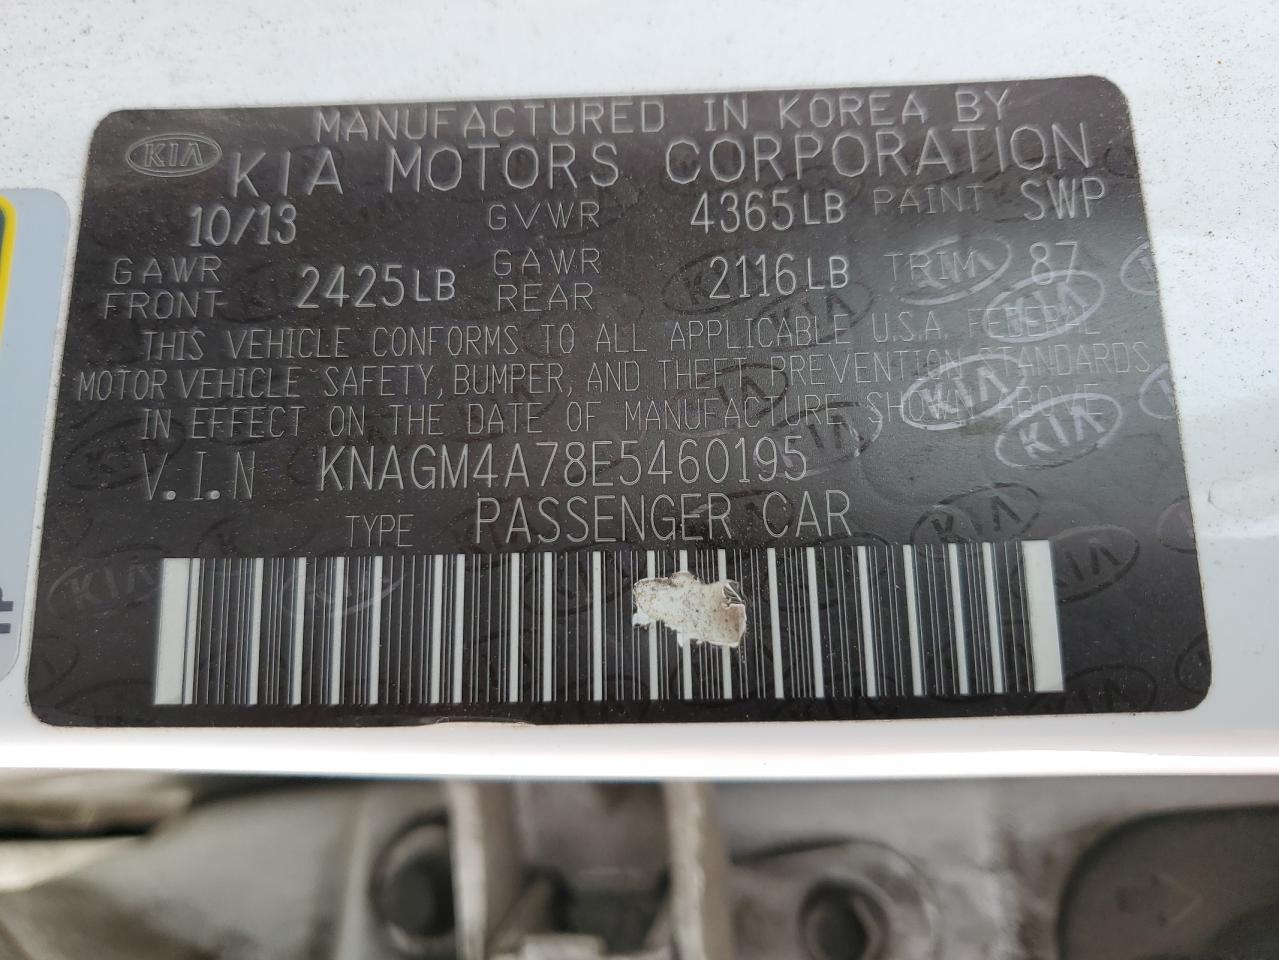 MANUFACTURED IN KOREA BY
KIA KIA MOTORS CORPORATION
10/13 GVWR 4365LB PAINT SWP
GAWR FRONT 2425LB GAWR REAR 2116LB TRIM 87
THIS VEHICLE CONFORMS TO ALL APPLICABLE U.S.A. FEDERAL
MOTOR VEHICLE SAFETY, BUMPER, AND THEFT PREVENTION STANDARDS
IN EFFECT ON THE DATE OF MANUFACTURE SHOWN ABOVE
V.I.N KNAGM4A78E5460195
TYPE PASSENGER CAR